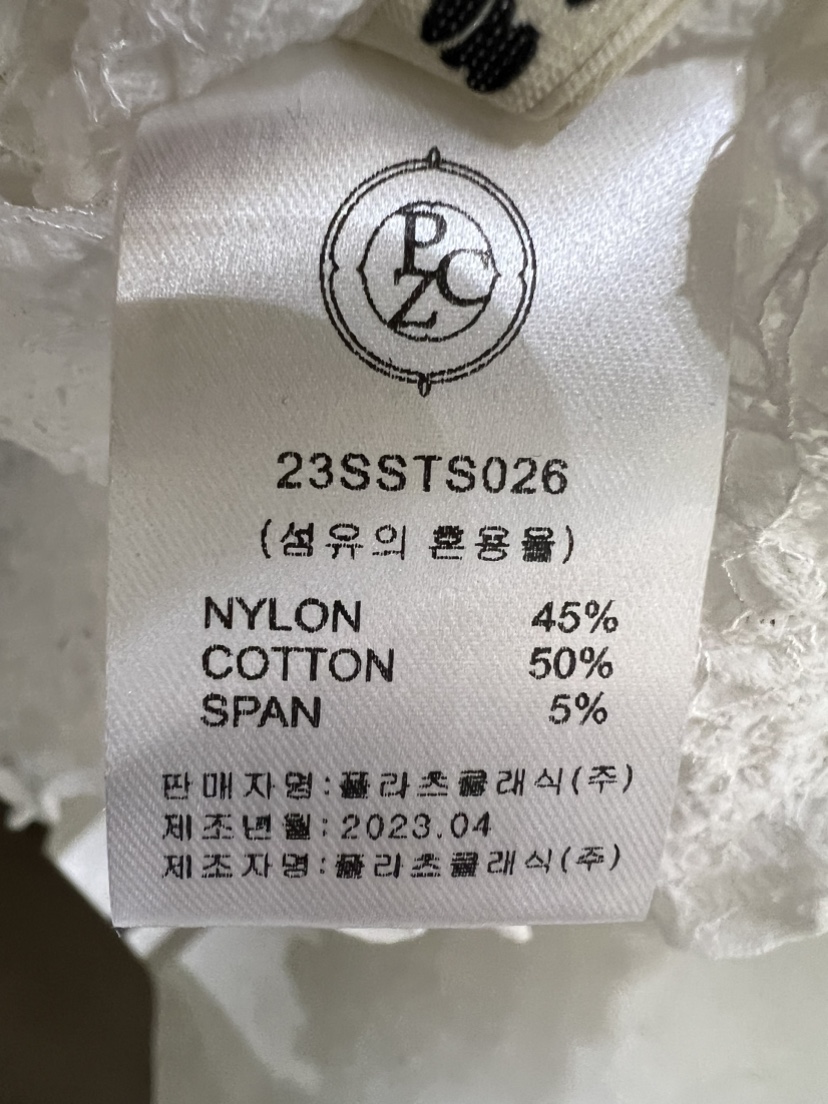 PCZ
23SSTS026
(섬유의 혼용율)
NYLON 45%
COTTON 50%
SPAN 5%
판매자명:플라츠클래식(주)
제조년월:2023.04
제조자명:플라츠클래식(주)